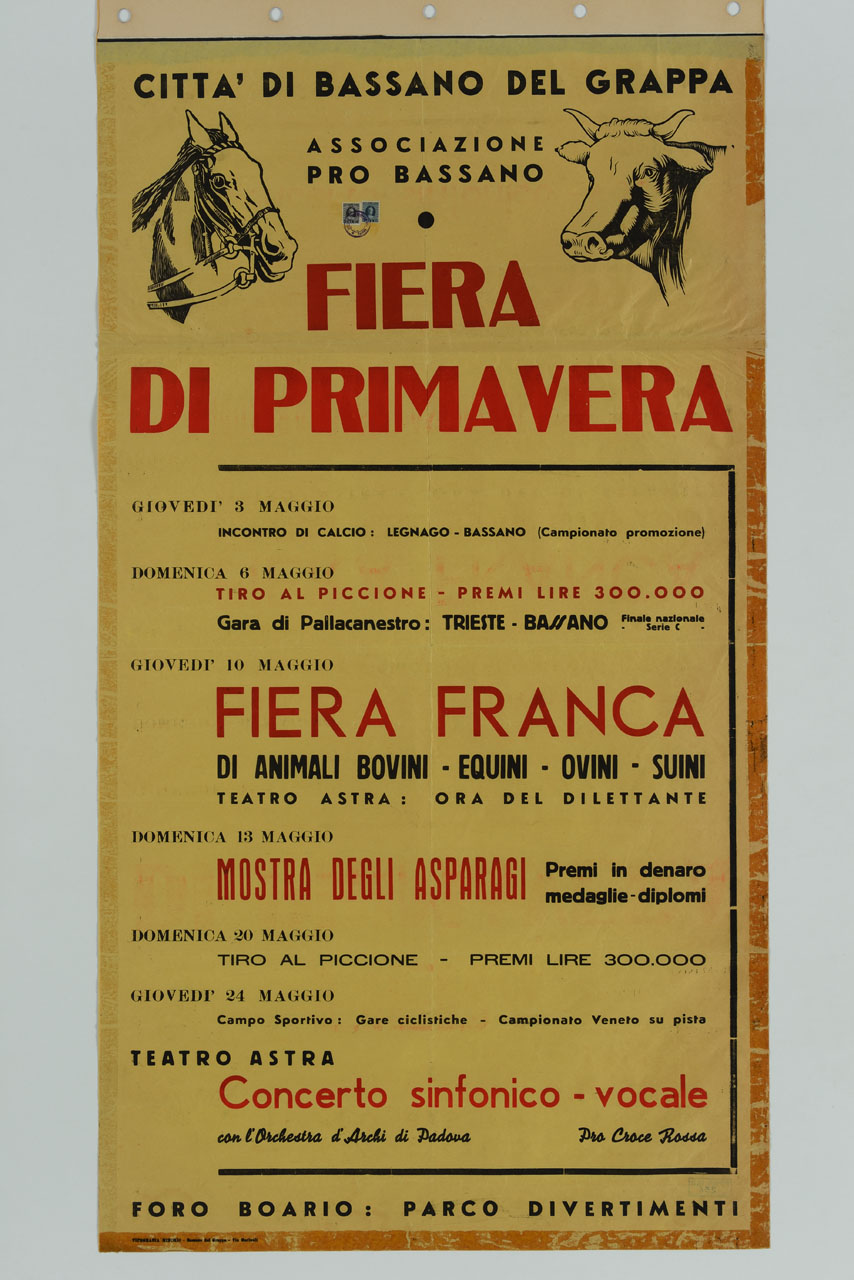 CITTA' DI BASSANO DEL GRAPPA
ASSOCIAZIONE
PRO BASSANO
FIERA
DI PRIMAVERA
GIOVEDI' 3 MAGGIO
INCONTRO DI CALCIO: LEGNAGO - BASSANO (Campionato promozione)
DOMENICA 6 MAGGIO
TIRO AL PICCIONE - PREMI LIRE 300.000
Gara di Pallacanestro: TRIESTE - BASSANO Finale nazionale - Serie C -
GIOVEDI' 10 MAGGIO
FIERA FRANCA
DI ANIMALI BOVINI - EQUINI - OVINI - SUINI
TEATRO ASTRA: ORA DEL DILETTANTE
DOMENICA 13 MAGGIO
MOSTRA DEGLI ASPARAGI Premi in denaro
medaglie - diplomi
DOMENICA 20 MAGGIO
TIRO AL PICCIONE - PREMI LIRE 300.000
GIOVEDI' 24 MAGGIO
Campo Sportivo: Gare ciclistiche - Campionato Veneto su pista
TEATRO ASTRA
Concerto sinfonico - vocale
con l'Orchestra d'Archi di Padova Pro Croce Rossa
FORO BOARIO: PARCO DIVERTIMENTI
TIPOGRAFIA - Bassano del Grappa - Via